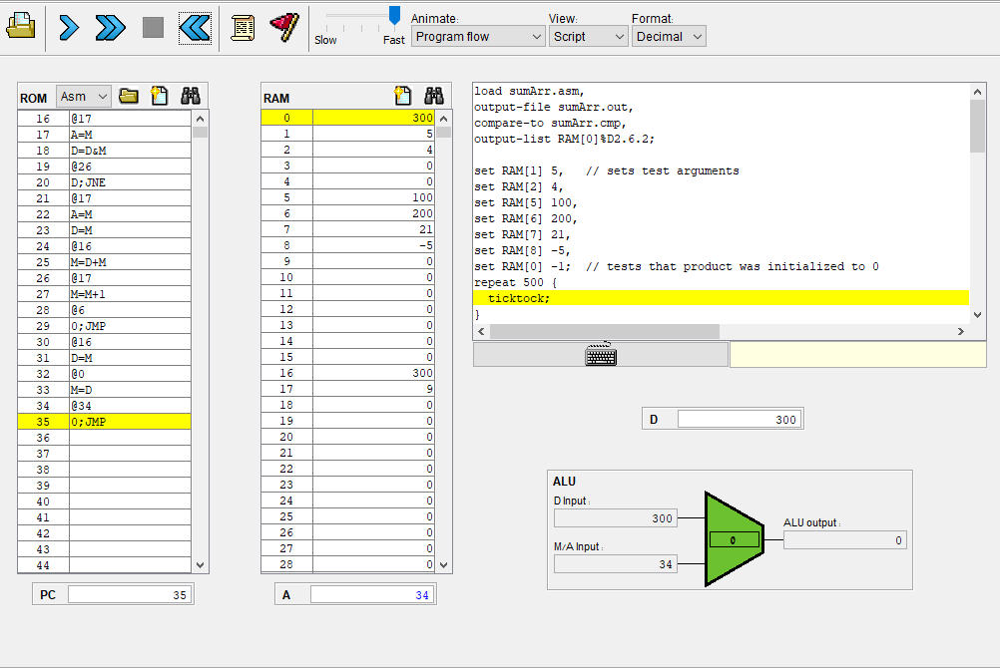 Slow Fast
Animate: View: Format:
Program flow Script Decimal
ROM Asm
16 @17
17 A=M
18 D=D&M
19 @26
20 D;JNE
21 @17
22 A=M
23 D=M
24 @16
25 M=D+M
26 @17
27 M=M+1
28 @6
29 0;JMP
30 @16
31 D=M
32 @0
33 M=D
34 @34
35 0;JMP
36
37
38
39
40
41
42
43
44
PC 35
RAM
0 300
1 5
2 4
3 0
4 0
5 100
6 200
7 21
8 -5
9 0
10 0
11 0
12 0
13 0
14 0
15 0
16 300
17 9
18 0
19 0
20 0
21 0
22 0
23 0
24 0
25 0
26 0
27 0
28 0
A 34
load sumArr.asm,
output-file sumArr.out,
compare-to sumArr.cmp,
output-list RAM[0]%D2.6.2;
set RAM[1] 5,   // sets test arguments
set RAM[2] 4,
set RAM[5] 100,
set RAM[6] 200,
set RAM[7] 21,
set RAM[8] -5,
set RAM[0] -1;  // tests that product was initialized to 0
repeat 500 {
  ticktock;
}
D 300
ALU
D Input :
300
M/A Input :
34
0
ALU output :
0